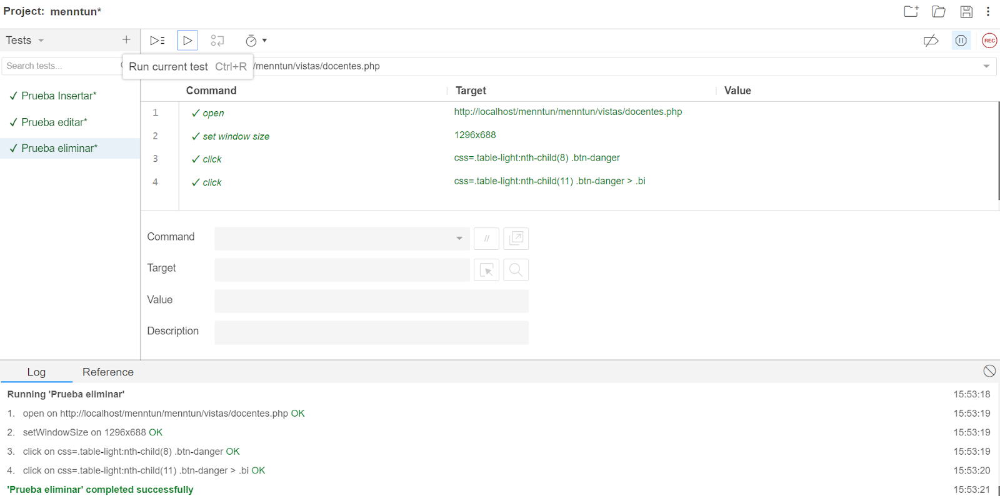 Project: menntun*
Tests
Search tests...
Run current test Ctrl+R
/menntun/vistas/docentes.php
REC
✓ Prueba Insertar*
✓ Prueba editar*
✓ Prueba eliminar*
Command Target Value
1 ✓ open http://localhost/menntun/menntun/vistas/docentes.php
2 ✓ set window size 1296x688
3 ✓ click css=.table-light:nth-child(8) .btn-danger
4 ✓ click css=.table-light:nth-child(11) .btn-danger > .bi
Command //
Target
Value
Description
Log Reference
Running 'Prueba eliminar' 15:53:18
1. open on http://localhost/menntun/menntun/vistas/docentes.php OK 15:53:19
2. setWindowSize on 1296x688 OK 15:53:19
3. click on css=.table-light:nth-child(8) .btn-danger OK 15:53:19
4. click on css=.table-light:nth-child(11) .btn-danger > .bi OK 15:53:20
'Prueba eliminar' completed successfully 15:53:21